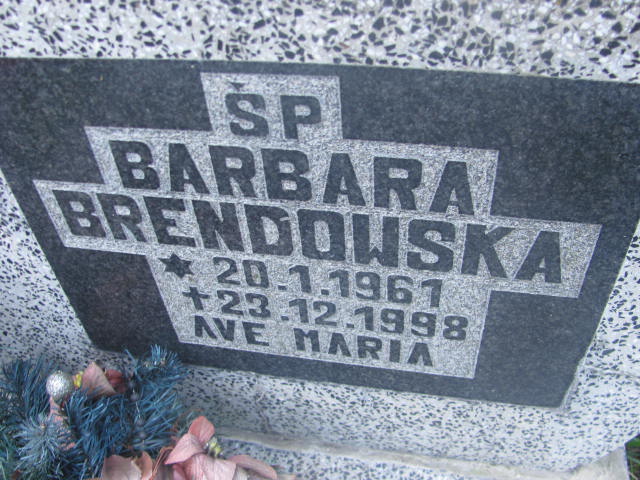 ŚP
BARBARA
BRENDOWSKA
★ 20.1.1961
✝ 23.12.1998
AVE MARIA